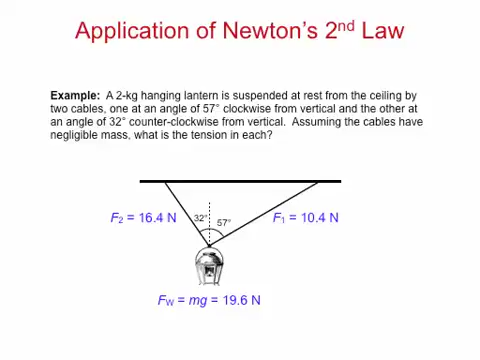 Application of Newton's 2nd Law
Example: A 2-kg hanging lantern is suspended at rest from the ceiling by
two cables, one at an angle of 57° clockwise from vertical and the other at
an angle of 32° counter-clockwise from vertical. Assuming the cables have
negligible mass, what is the tension in each?
F2 = 16.4 N 32° 57° F1 = 10.4 N
FW = mg = 19.6 N